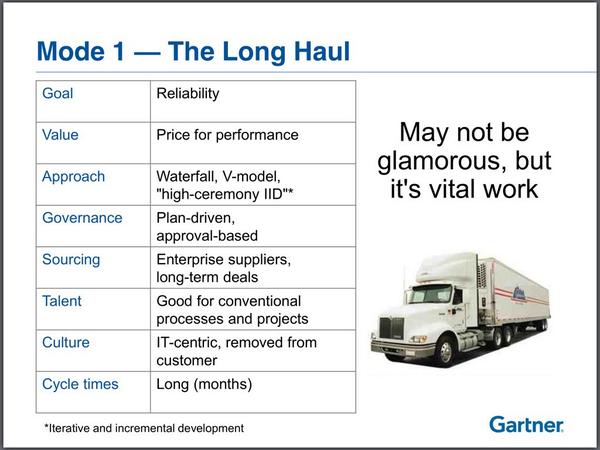 Mode 1 — The Long Haul
Goal Reliability
Value Price for performance
Approach Waterfall, V-model,
"high-ceremony IID"*
Governance Plan-driven,
approval-based
Sourcing Enterprise suppliers,
long-term deals
Talent Good for conventional
processes and projects
Culture IT-centric, removed from
customer
Cycle times Long (months)
May not be
glamorous, but
it's vital work
*Iterative and incremental development
Gartner